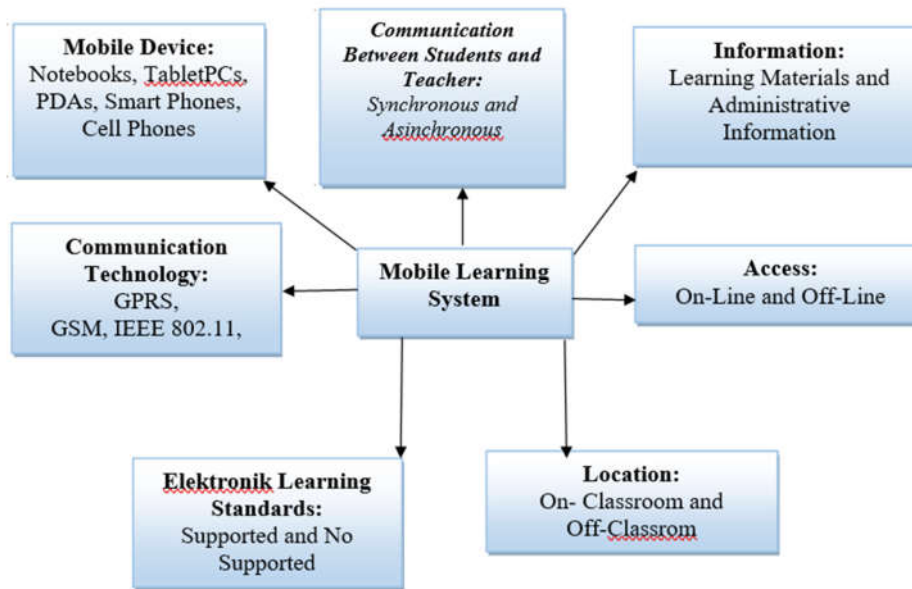 Mobile Device:
Notebooks, TabletPCs,
PDAs, Smart Phones,
Cell Phones
Communication
Between Students and
Teacher:
Synchronous and
Asinchronous
Information:
Learning Materials and
Administrative
Information
Communication
Technology:
GPRS,
GSM, IEEE 802.11,
Mobile Learning
System
Access:
On-Line and Off-Line
Elektronik Learning
Standards:
Supported and No
Supported
Location:
On- Classroom and
Off-Classrom